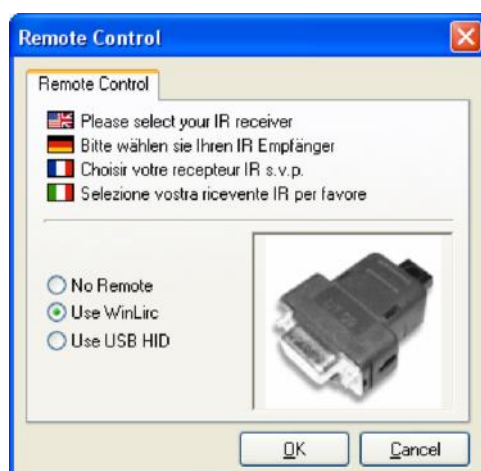 Remote Control
Remote Control
Please select your IR receiver
Bitte wählen sie Ihren IR Empfänger
Choisir votre recepteur IR s.v.p.
Selezione vostra ricevente IR per favore
No Remote
Use WinLirc
Use USB HID
OK
Cancel